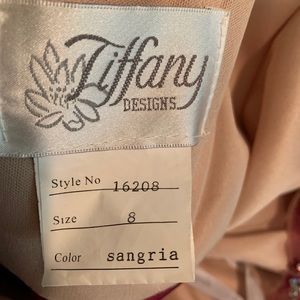 Tiffany
DESIGNS
Style No 16208
Size 8
Color sangria